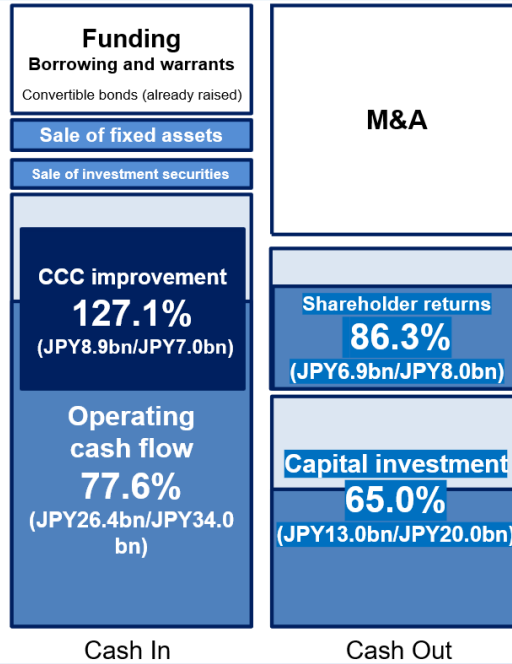 Funding
Borrowing and warrants
Convertible bonds (already raised)
Sale of fixed assets
Sale of investment securities
CCC improvement
127.1%
(JPY8.9bn/JPY7.0bn)
Operating
cash flow
77.6%
(JPY26.4bn/JPY34.0
bn)
Cash In
M&A
Shareholder returns
86.3%
(JPY6.9bn/JPY8.0bn)
Capital investment
65.0%
(JPY13.0bn/JPY20.0bn)
Cash Out